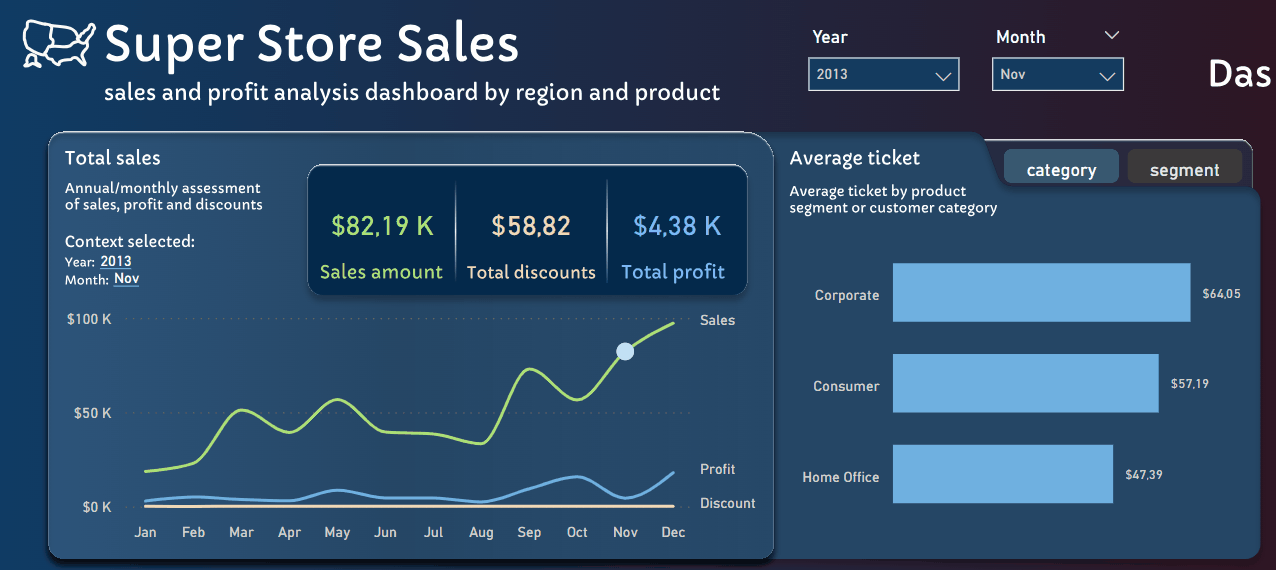 Super Store Sales
sales and profit analysis dashboard by region and product
Year
Month
2013
Nov
Das
Total sales
Annual/monthly assessment
of sales, profit and discounts
Context selected:
Year: 2013
Month: Nov
$82,19 K
$58,82
$4,38 K
Sales amount
Total discounts
Total profit
$100 K
$50 K
$0 K
Sales
Profit
Discount
Jan Feb Mar Apr May Jun Jul Aug Sep Oct Nov Dec
Average ticket
category
segment
Average ticket by product
segment or customer category
Corporate
$64,05
Consumer
$57,19
Home Office
$47,39